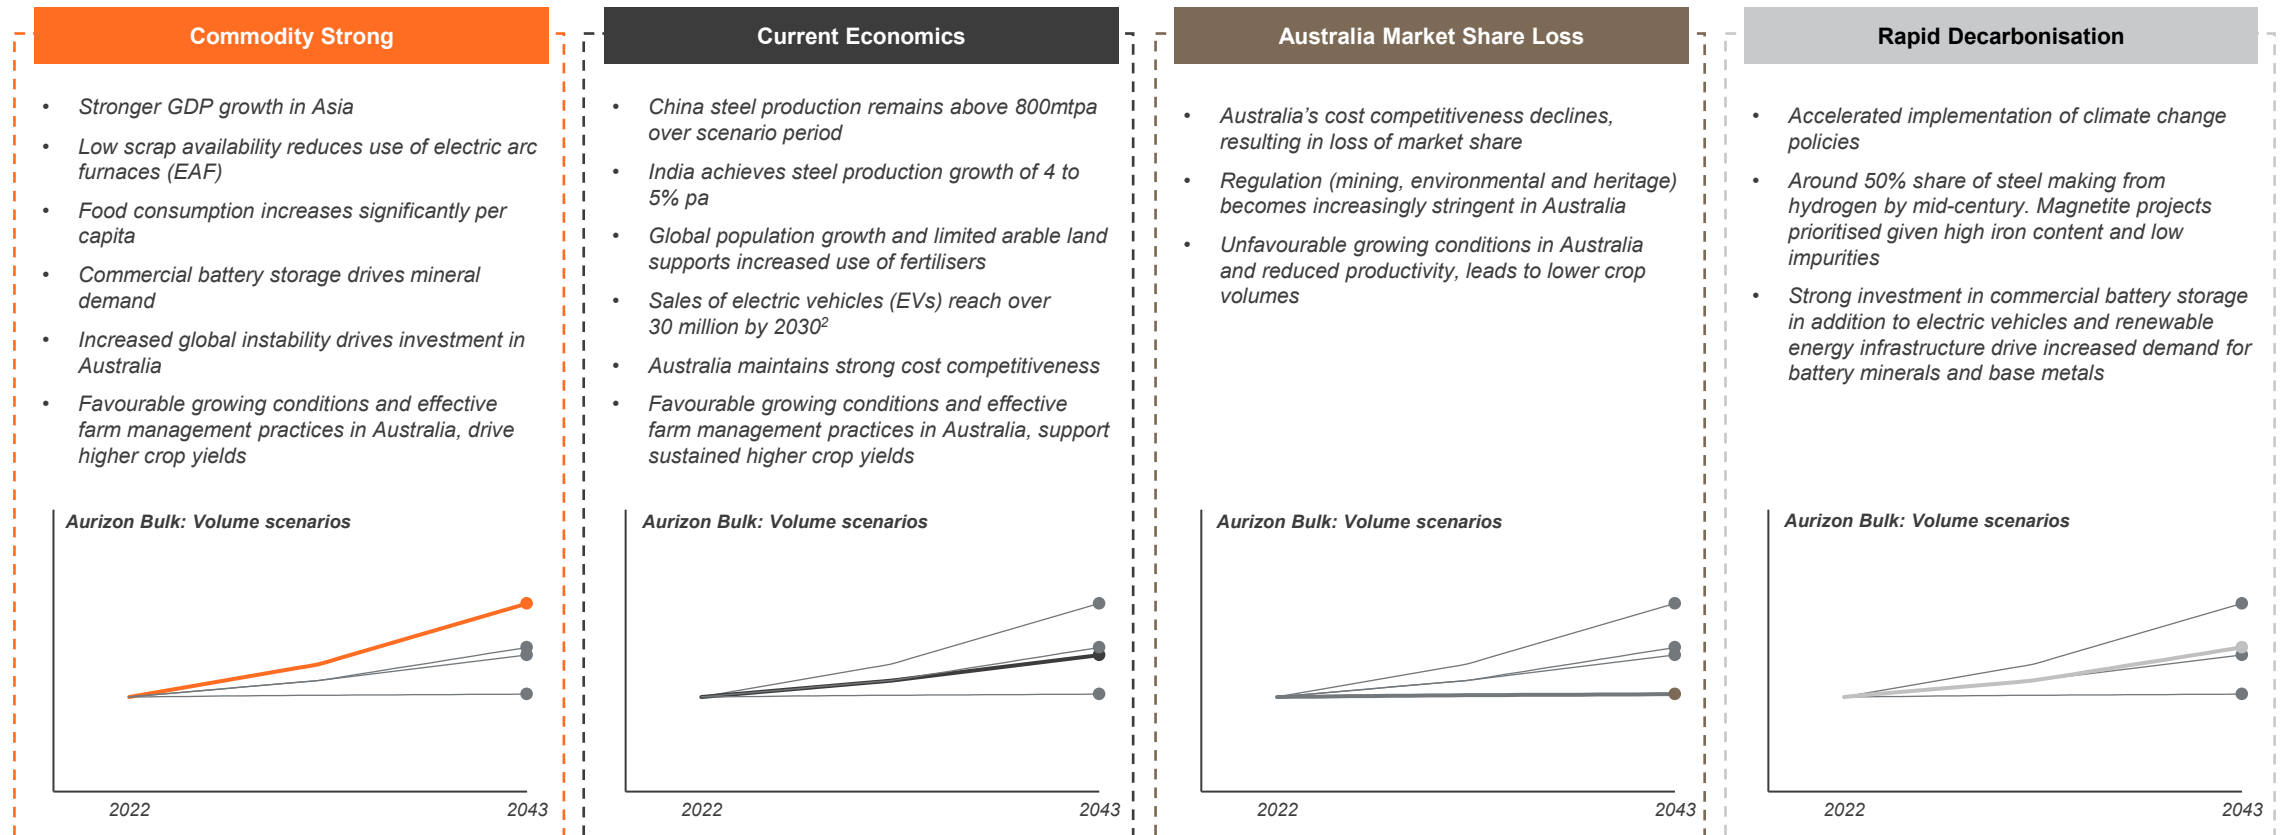 Commodity Strong
• Stronger GDP growth in Asia
• Low scrap availability reduces use of electric arc
furnaces (EAF)
• Food consumption increases significantly per
capita
• Commercial battery storage drives mineral
demand
• Increased global instability drives investment in
Australia
• Favourable growing conditions and effective
farm management practices in Australia, drive
higher crop yields
Aurizon Bulk: Volume scenarios
2022
2043
Current Economics
• China steel production remains above 800mtpa
over scenario period
• India achieves steel production growth of 4 to
5% pa
• Global population growth and limited arable land
supports increased use of fertilisers
• Sales of electric vehicles (EVs) reach over
30 million by 2030²
• Australia maintains strong cost competitiveness
• Favourable growing conditions and effective
farm management practices in Australia, support
sustained higher crop yields
Aurizon Bulk: Volume scenarios
2022
2043
Australia Market Share Loss
• Australia’s cost competitiveness declines,
resulting in loss of market share
• Regulation (mining, environmental and heritage)
becomes increasingly stringent in Australia
• Unfavourable growing conditions in Australia
and reduced productivity, leads to lower crop
volumes
Aurizon Bulk: Volume scenarios
2022
2043
Rapid Decarbonisation
• Accelerated implementation of climate change
policies
• Around 50% share of steel making from
hydrogen by mid-century. Magnetite projects
prioritised given high iron content and low
impurities
• Strong investment in commercial battery storage
in addition to electric vehicles and renewable
energy infrastructure drive increased demand for
battery minerals and base metals
Aurizon Bulk: Volume scenarios
2022
2043